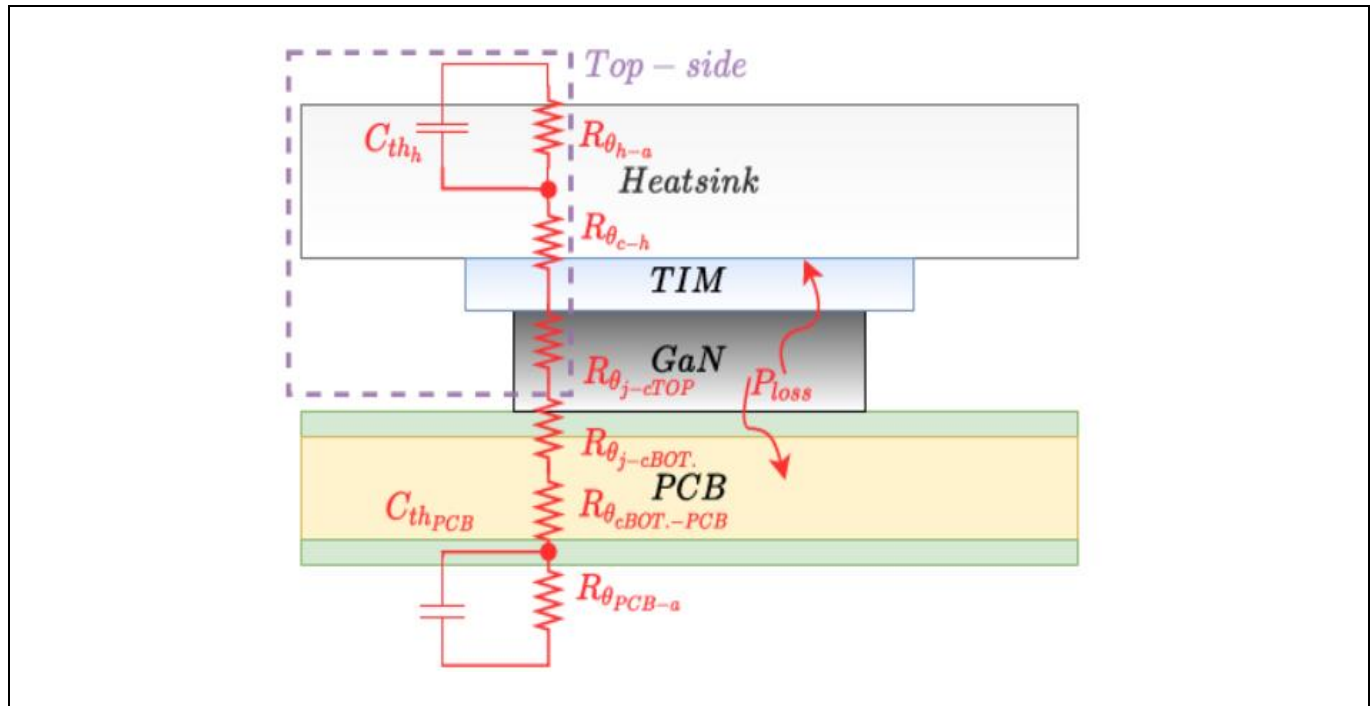 Top – side
C_{th_h}
R_{θ_{h−a}}
Heatsink
R_{θ_{c−h}}
TIM
GaN
R_{θ_{j−cTOP}}
P_{loss}
R_{θ_{j−cBOT.}}
PCB
C_{th_{PCB}}
R_{θ_{cBOT.−PCB}}
R_{θ_{PCB−a}}